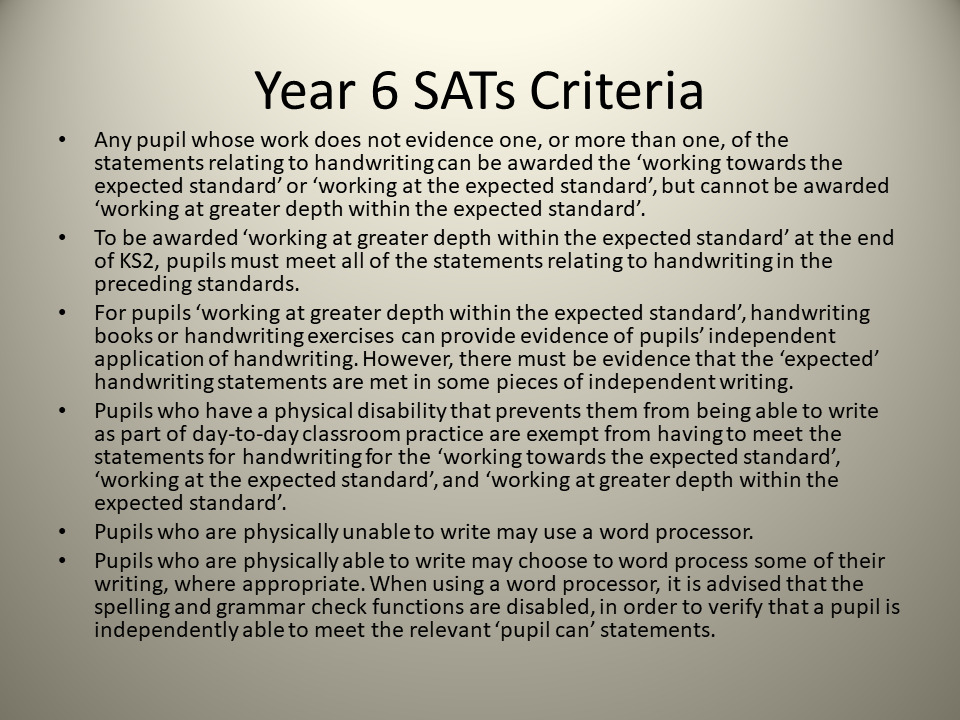 Year 6 SATs Criteria
• Any pupil whose work does not evidence one, or more than one, of the
statements relating to handwriting can be awarded the ‘working towards the
expected standard’ or ‘working at the expected standard’, but cannot be awarded
‘working at greater depth within the expected standard’.
• To be awarded ‘working at greater depth within the expected standard’ at the end
of KS2, pupils must meet all of the statements relating to handwriting in the
preceding standards.
• For pupils ‘working at greater depth within the expected standard’, handwriting
books or handwriting exercises can provide evidence of pupils’ independent
application of handwriting. However, there must be evidence that the ‘expected’
handwriting statements are met in some pieces of independent writing.
• Pupils who have a physical disability that prevents them from being able to write
as part of day-to-day classroom practice are exempt from having to meet the
statements for handwriting for the ‘working towards the expected standard’,
‘working at the expected standard’, and ‘working at greater depth within the
expected standard’.
• Pupils who are physically unable to write may use a word processor.
• Pupils who are physically able to write may choose to word process some of their
writing, where appropriate. When using a word processor, it is advised that the
spelling and grammar check functions are disabled, in order to verify that a pupil is
independently able to meet the relevant ‘pupil can’ statements.